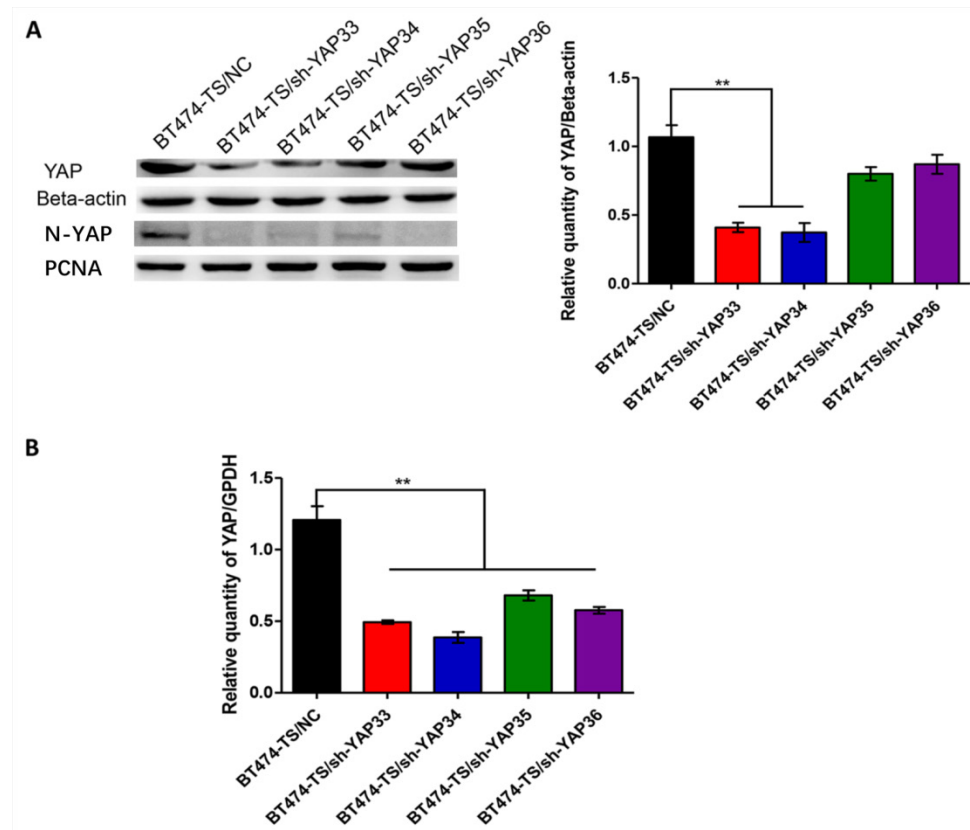 A
BT474-TS/NC
BT474-TS/sh-YAP33
BT474-TS/sh-YAP34
BT474-TS/sh-YAP35
BT474-TS/sh-YAP36
YAP
Beta-actin
N-YAP
PCNA
Relative quantity of YAP/Beta-actin
1.5
1.0
0.5
0.0
**
BT474-TS/NC
BT474-TS/sh-YAP33
BT474-TS/sh-YAP34
BT474-TS/sh-YAP35
BT474-TS/sh-YAP36
B
Relative quantity of YAP/GPDH
1.5
1.0
0.5
0.0
**
BT474-TS/NC
BT474-TS/sh-YAP33
BT474-TS/sh-YAP34
BT474-TS/sh-YAP35
BT474-TS/sh-YAP36